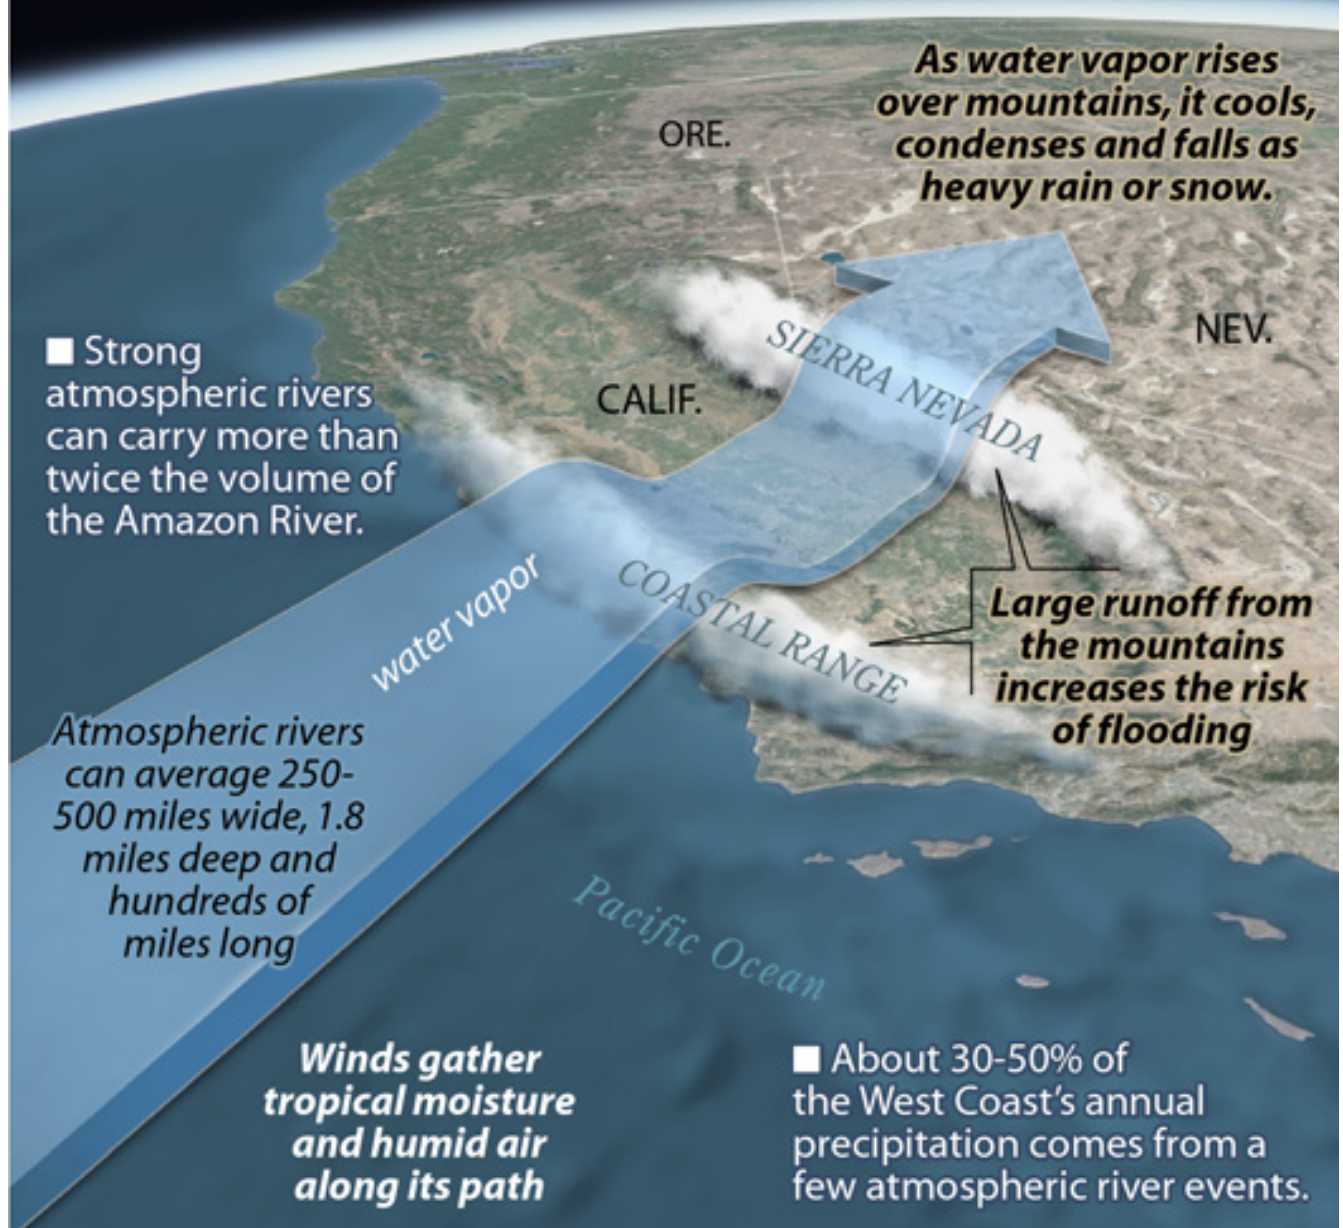 As water vapor rises
over mountains, it cools,
condenses and falls as
heavy rain or snow.
ORE.
NEV.
SIERRA NEVADA
CALIF.
■ Strong
atmospheric rivers
can carry more than
twice the volume of
the Amazon River.
water vapor
COASTAL RANGE
Large runoff from
the mountains
increases the risk
of flooding
Atmospheric rivers
can average 250-
500 miles wide, 1.8
miles deep and
hundreds of
miles long
Pacific Ocean
Winds gather
tropical moisture
and humid air
along its path
■ About 30-50% of
the West Coast's annual
precipitation comes from a
few atmospheric river events.